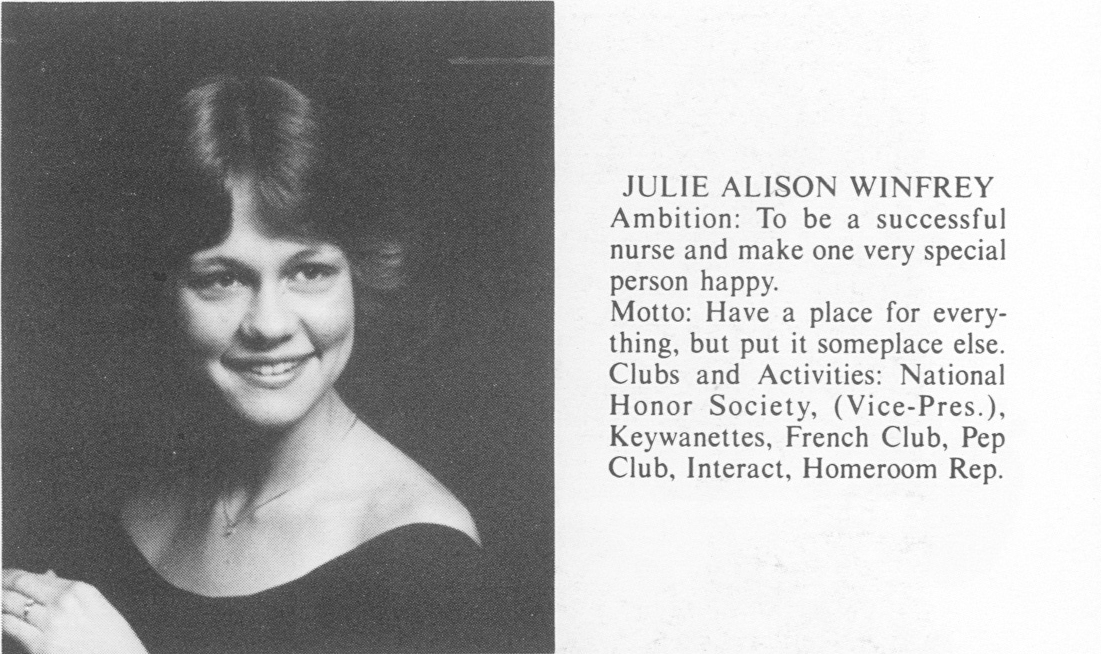 JULIE ALISON WINFREY
Ambition: To be a successful
nurse and make one very special
person happy.
Motto: Have a place for every-
thing, but put it someplace else.
Clubs and Activities: National
Honor Society, (Vice-Pres.),
Keywanettes, French Club, Pep
Club, Interact, Homeroom Rep.